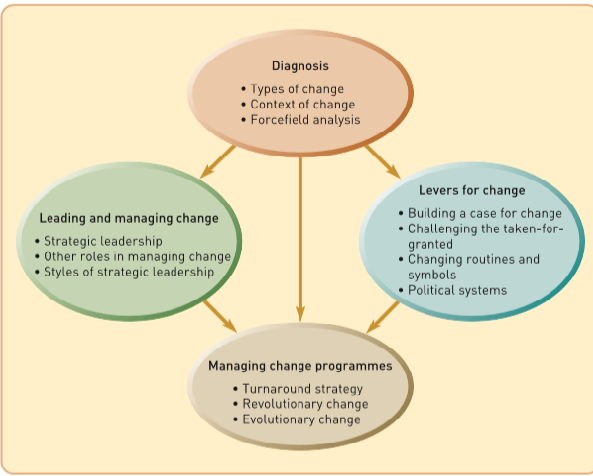 Diagnosis
• Types of change
• Context of change
• Forcefield analysis
Leading and managing change
• Strategic leadership
• Other roles in managing change
• Styles of strategic leadership
Levers for change
• Building a case for change
• Challenging the taken-for-
granted
• Changing routines and
symbols
• Political systems
Managing change programmes
• Turnaround strategy
• Revolutionary change
• Evolutionary change